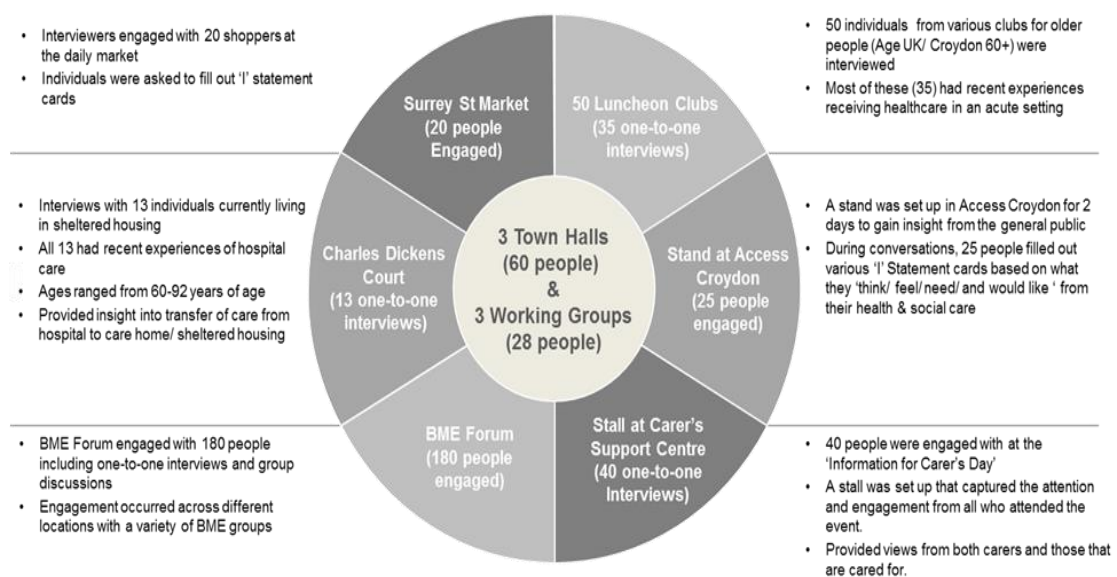 • Interviewers engaged with 20 shoppers at
the daily market
• Individuals were asked to fill out 'I' statement
cards
• Interviews with 13 individuals currently living
in sheltered housing
• All 13 had recent experiences of hospital
care
• Ages ranged from 60-92 years of age
• Provided insight into transfer of care from
hospital to care home/ sheltered housing
• BME Forum engaged with 180 people
including one-to-one interviews and group
discussions
• Engagement occurred across different
locations with a variety of BME groups
Surrey St Market
(20 people
Engaged)
50 Luncheon Clubs
(35 one-to-one
interviews)
Charles Dickens
Court
(13 one-to-one
interviews)
3 Town Halls
(60 people)
&
3 Working Groups
(28 people)
Stand at Access
Croydon
(25 people
engaged)
BME Forum
(180 people
engaged)
Stall at Carer's
Support Centre
(40 one-to-one
Interviews)
• 50 individuals from various clubs for older
people (Age UK/ Croydon 60+) were
interviewed
• Most of these (35) had recent experiences
receiving healthcare in an acute setting
• A stand was set up in Access Croydon for 2
days to gain insight from the general public
• During conversations, 25 people filled out
various 'I' Statement cards based on what
they 'think/ feel/ need/ and would like ' from
their health & social care
• 40 people were engaged with at the
'Information for Carer's Day'
• A stall was set up that captured the attention
and engagement from all who attended the
event.
• Provided views from both carers and those that
are cared for.